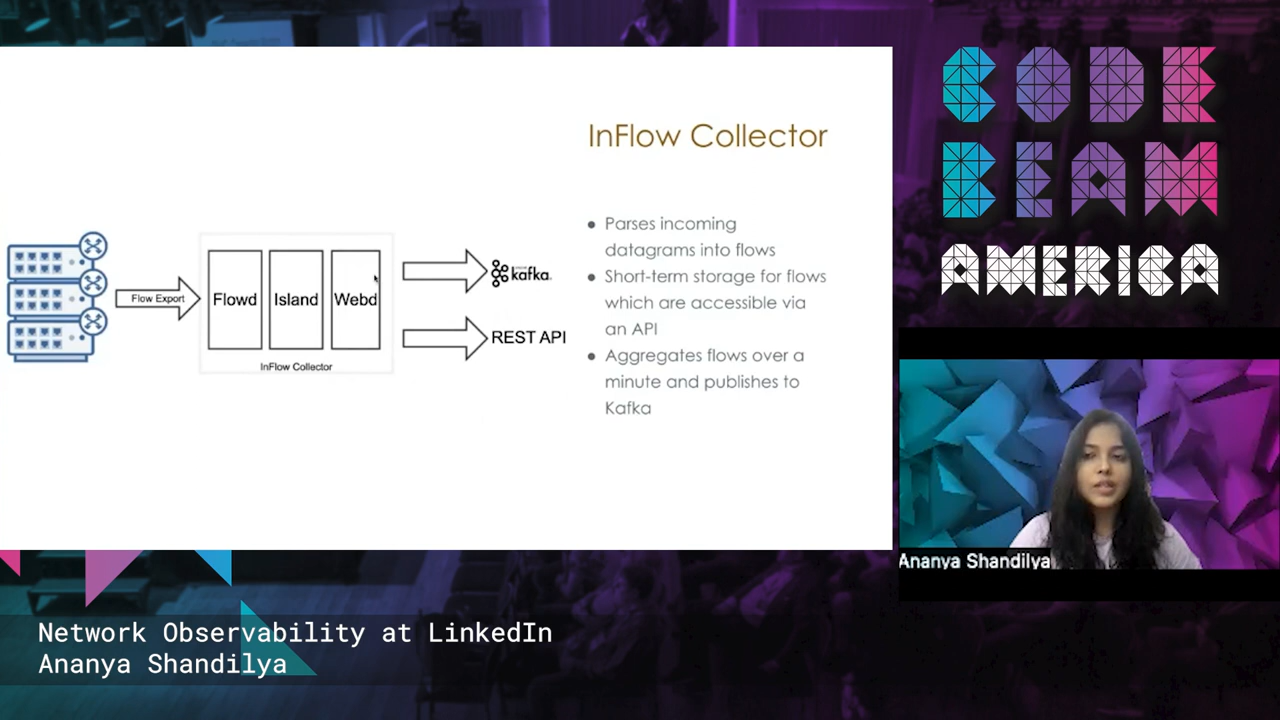 InFlow Collector
Parses incoming
datagrams into flows
Short-term storage for flows
which are accessible via
an API
Aggregates flows over a
minute and publishes to
Kafka
Flow Export
Flowd
Island
Webd
InFlow Collector
kafka
REST API
CODE
BEAM
AMERICA
Ananya Shandilya
Network Observability at LinkedIn
Ananya Shandilya